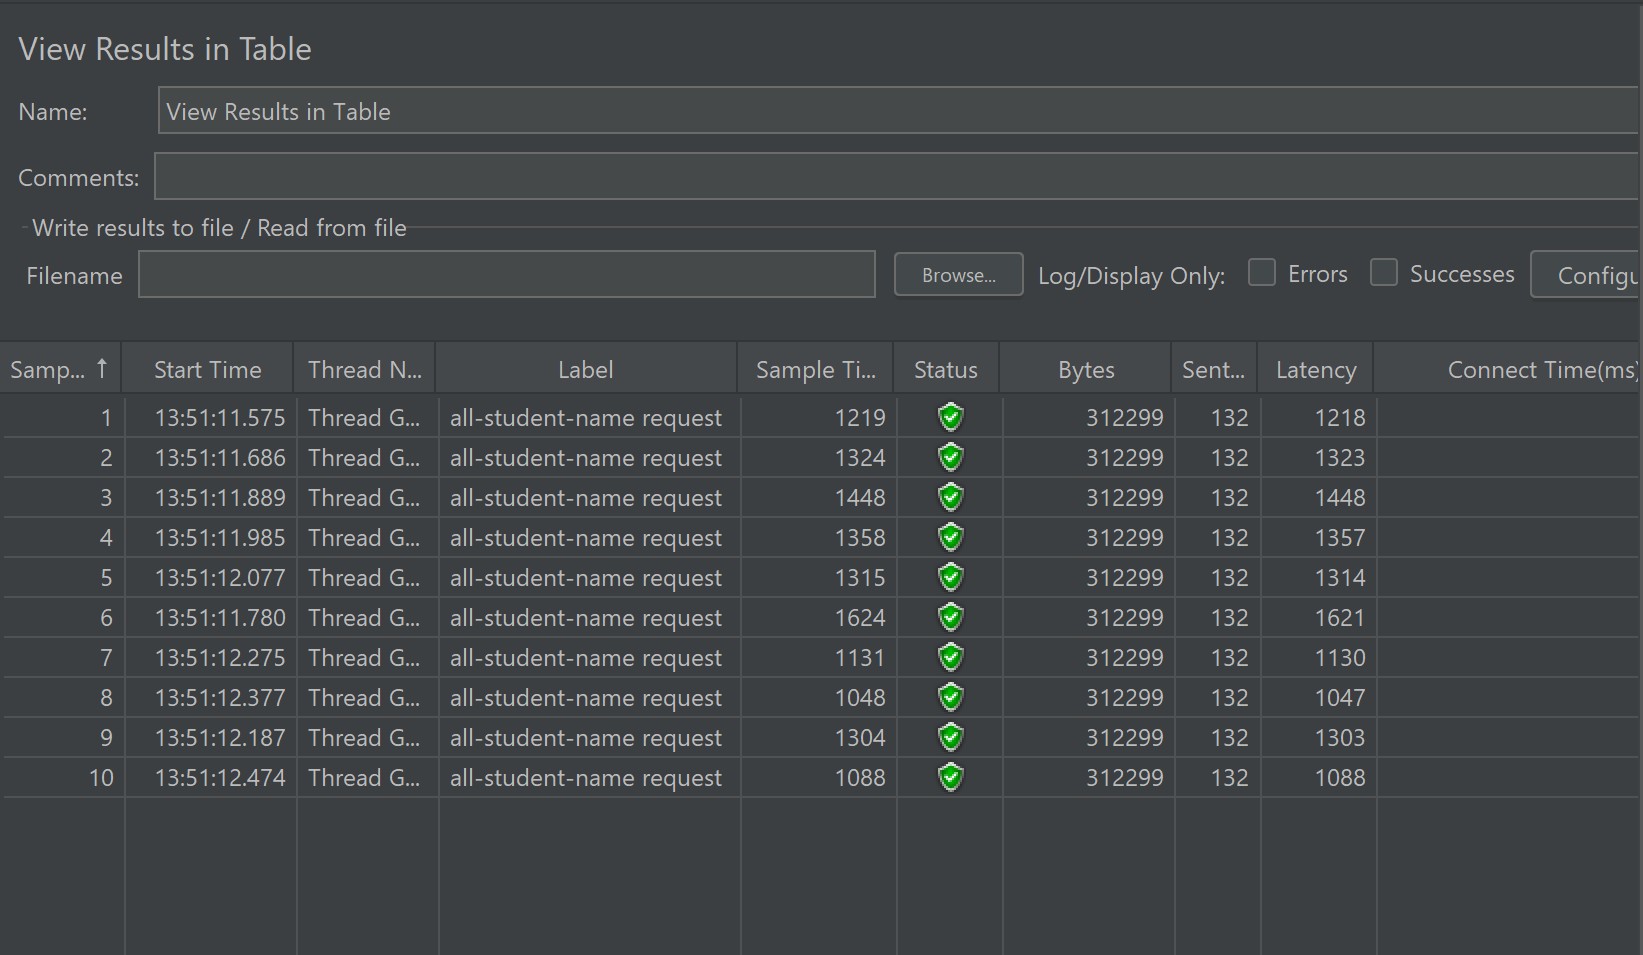 View Results in Table
Name: View Results in Table
Comments:
Write results to file / Read from file
Filename Browse... Log/Display Only: Errors Successes Configu
Samp... ↑ Start Time Thread N... Label Sample Ti... Status Bytes Sent... Latency Connect Time(ms)
1 13:51:11.575 Thread G... all-student-name request 1219 312299 132 1218
2 13:51:11.686 Thread G... all-student-name request 1324 312299 132 1323
3 13:51:11.889 Thread G... all-student-name request 1448 312299 132 1448
4 13:51:11.985 Thread G... all-student-name request 1358 312299 132 1357
5 13:51:12.077 Thread G... all-student-name request 1315 312299 132 1314
6 13:51:11.780 Thread G... all-student-name request 1624 312299 132 1621
7 13:51:12.275 Thread G... all-student-name request 1131 312299 132 1130
8 13:51:12.377 Thread G... all-student-name request 1048 312299 132 1047
9 13:51:12.187 Thread G... all-student-name request 1304 312299 132 1303
10 13:51:12.474 Thread G... all-student-name request 1088 312299 132 1088